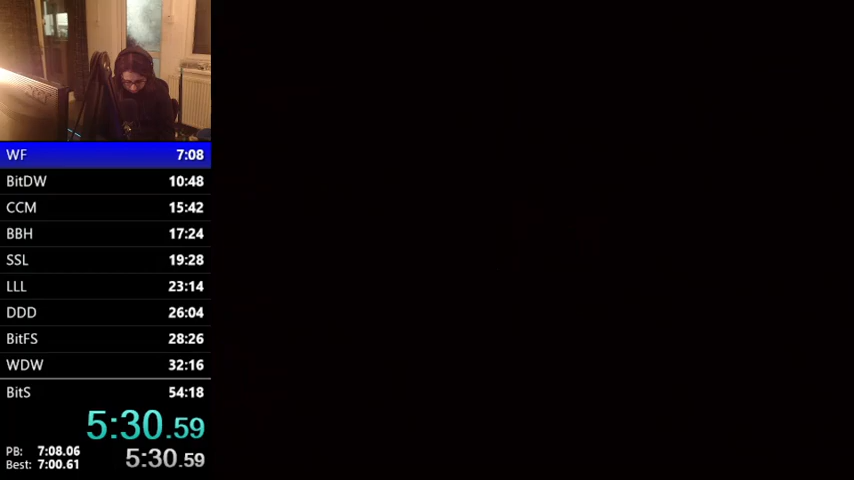 WF 7:08
BitDW 10:48
CCM 15:42
BBH 17:24
SSL 19:28
LLL 23:14
DDD 26:04
BitFS 28:26
WDW 32:16
BitS 54:18
5:30.59
PB: 7:08.06
Best: 7:00.61
5:30.59